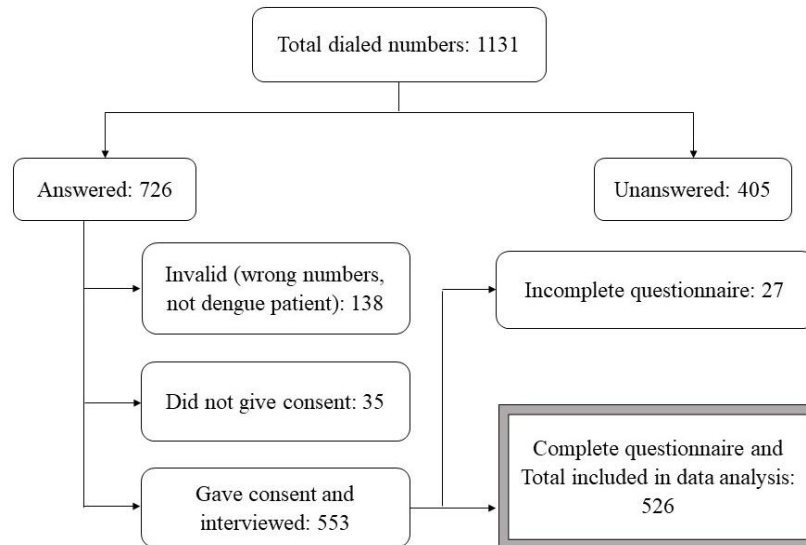 Total dialed numbers: 1131
Answered: 726
Unanswered: 405
Invalid (wrong numbers,
not dengue patient): 138
Incomplete questionnaire: 27
Did not give consent: 35
Gave consent and
interviewed: 553
Complete questionnaire and
Total included in data analysis:
526